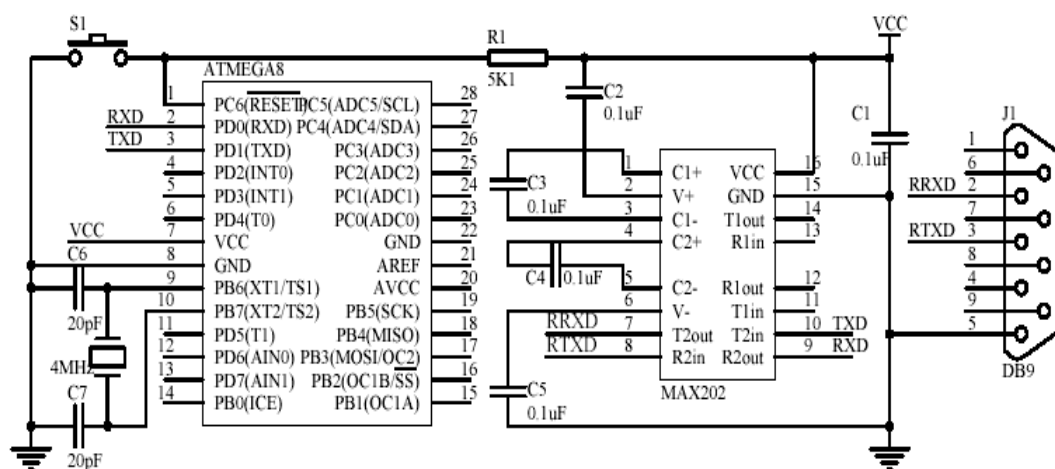 S1
R1
5K1
VCC
ATMEGA8
1 PC6(RESET) PC5(ADC5/SCL) 28
RXD 2 PD0(RXD) PC4(ADC4/SDA) 27
TXD 3 PD1(TXD) PC3(ADC3) 26
4 PD2(INT0) PC2(ADC2) 25
5 PD3(INT1) PC1(ADC1) 24
6 PD4(T0) PC0(ADC0) 23
VCC 7 VCC GND 22
8 GND AREF 21
9 PB6(XT1/TS1) AVCC 20
10 PB7(XT2/TS2) PB5(SCK) 19
11 PD5(T1) PB4(MISO) 18
12 PD6(AIN0) PB3(MOSI/OC2) 17
13 PD7(AIN1) PB2(OC1B/SS) 16
14 PB0(ICE) PB1(OC1A) 15
C6
20pF
4MHz
C7
20pF
C2
0.1uF
C3
0.1uF
C4 0.1uF
C5
0.1uF
1 C1+ VCC 16
2 V+ GND 15
3 C1- T1out 14
4 C2+ R1in 13
5 C2- R1out 12
6 V- T1in 11
RRXD 7 T2out T2in 10 TXD
RTXD 8 R2in R2out 9 RXD
MAX202
C1
0.1uF
J1
1
6
RRXD 2
7
RTXD 3
8
4
9
5
DB9